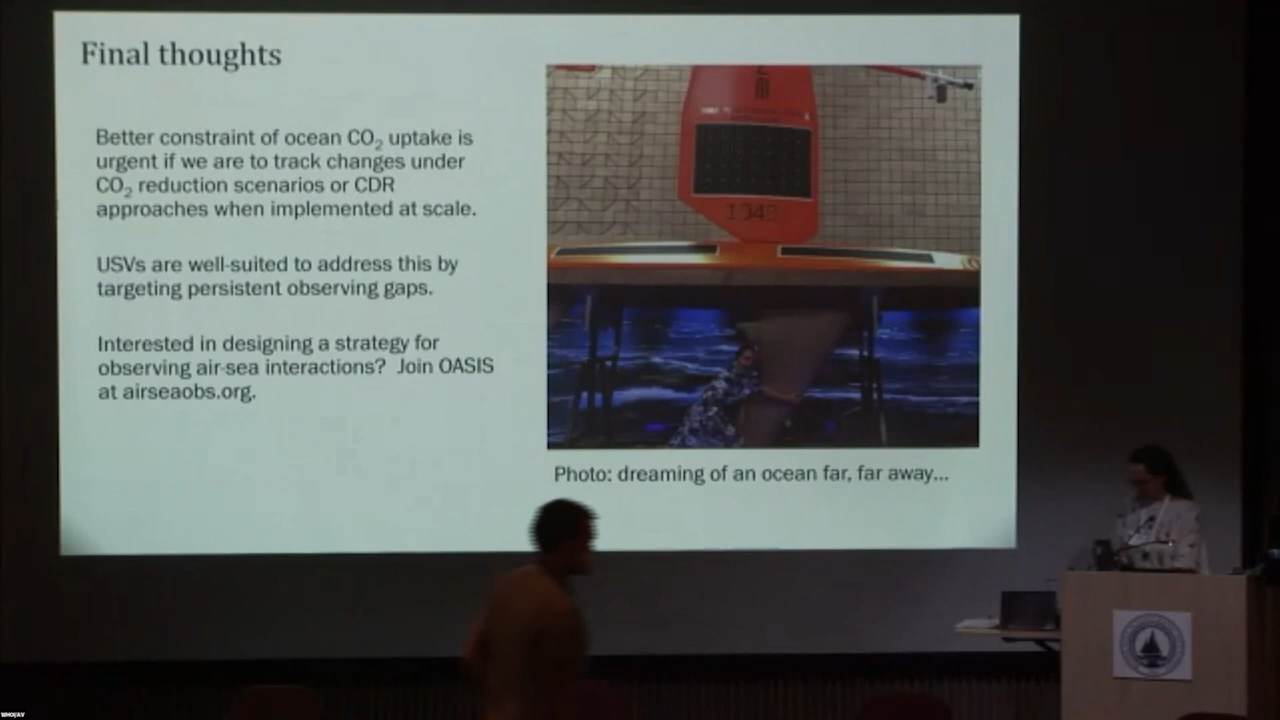 Final thoughts
Better constraint of ocean CO₂ uptake is
urgent if we are to track changes under
CO₂ reduction scenarios or CDR
approaches when implemented at scale.
USVs are well-suited to address this by
targeting persistent observing gaps.
Interested in designing a strategy for
observing air-sea interactions? Join OASIS
at airseaobs.org.
1043
Photo: dreaming of an ocean far, far away...